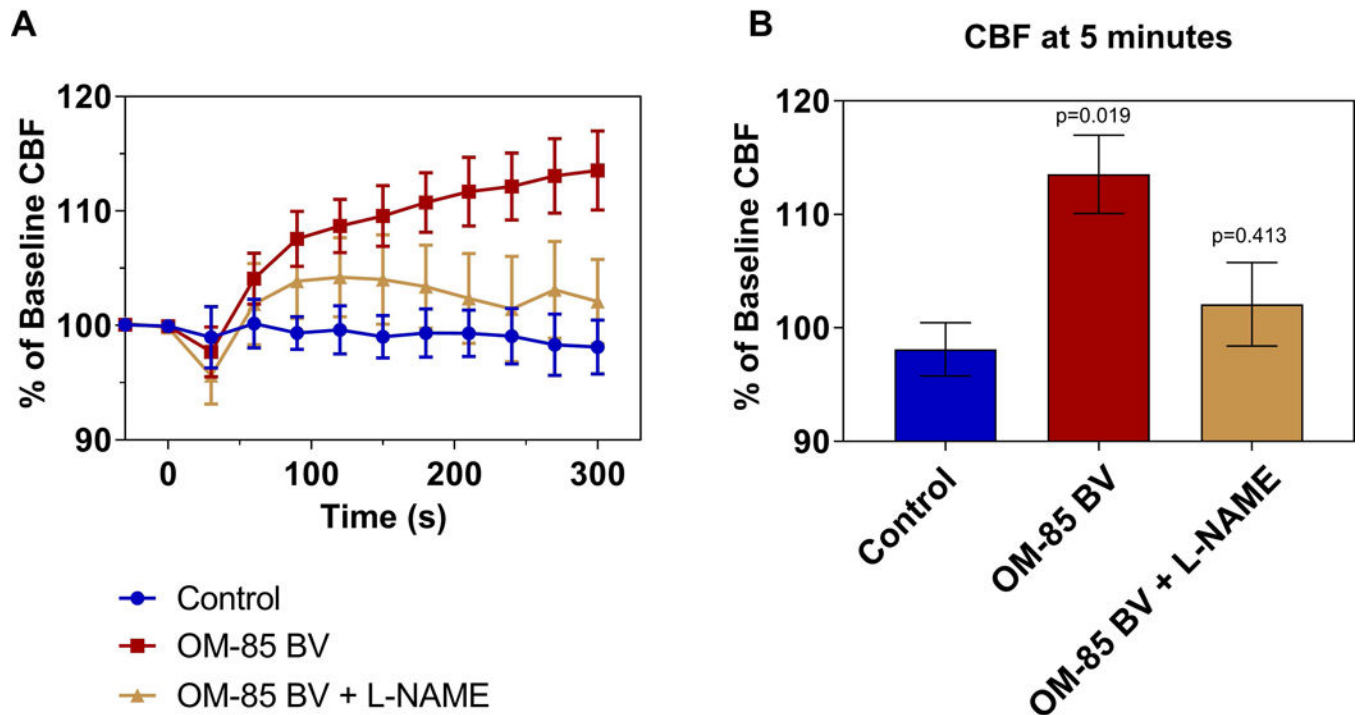 A
% of Baseline CBF
120
110
100
90
0
100
200
300
Time (s)
Control
OM-85 BV
OM-85 BV + L-NAME
B
CBF at 5 minutes
% of Baseline CBF
120
110
100
90
p=0.019
p=0.413
Control
OM-85 BV
OM-85 BV + L-NAME